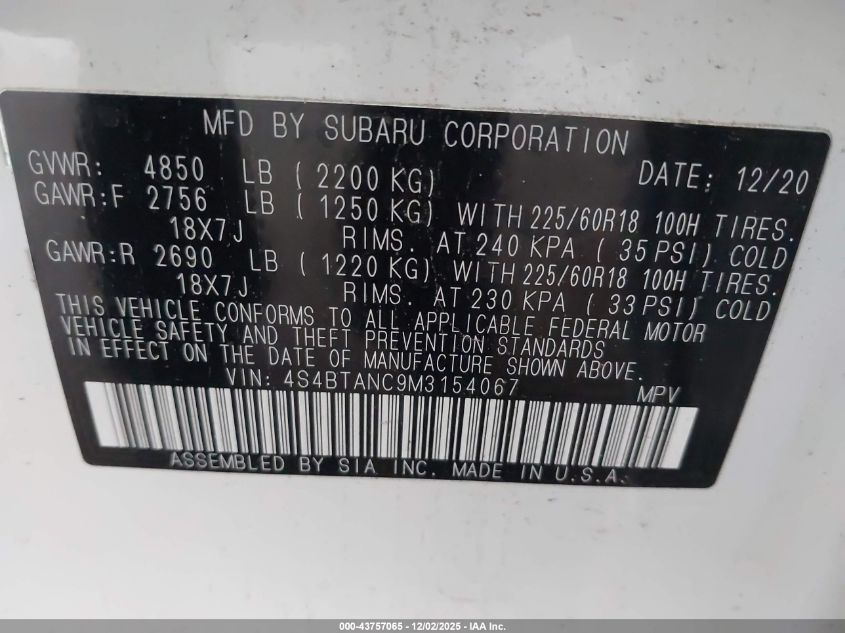 MFD BY SUBARU CORPORATION
GVWR: 4850 LB ( 2200 KG) DATE: 12/20
GAWR:F 2756 LB ( 1250 KG) WITH 225/60R18 100H TIRES.
18X7J RIMS. AT 240 KPA ( 35 PSI) COLD
GAWR:R 2690 LB ( 1220 KG) WITH 225/60R18 100H TIRES.
18X7J RIMS. AT 230 KPA ( 33 PSI) COLD
THIS VEHICLE CONFORMS TO ALL APPLICABLE FEDERAL MOTOR
VEHICLE SAFETY AND THEFT PREVENTION STANDARDS
IN EFFECT ON THE DATE OF MANUFACTURE SHOWN ABOVE.
VIN: 4S4BTANC9M3154067 MPV
ASSEMBLED BY SIA INC. MADE IN U.S.A.
000-43757065 - 12/02/2025 - IAA Inc.